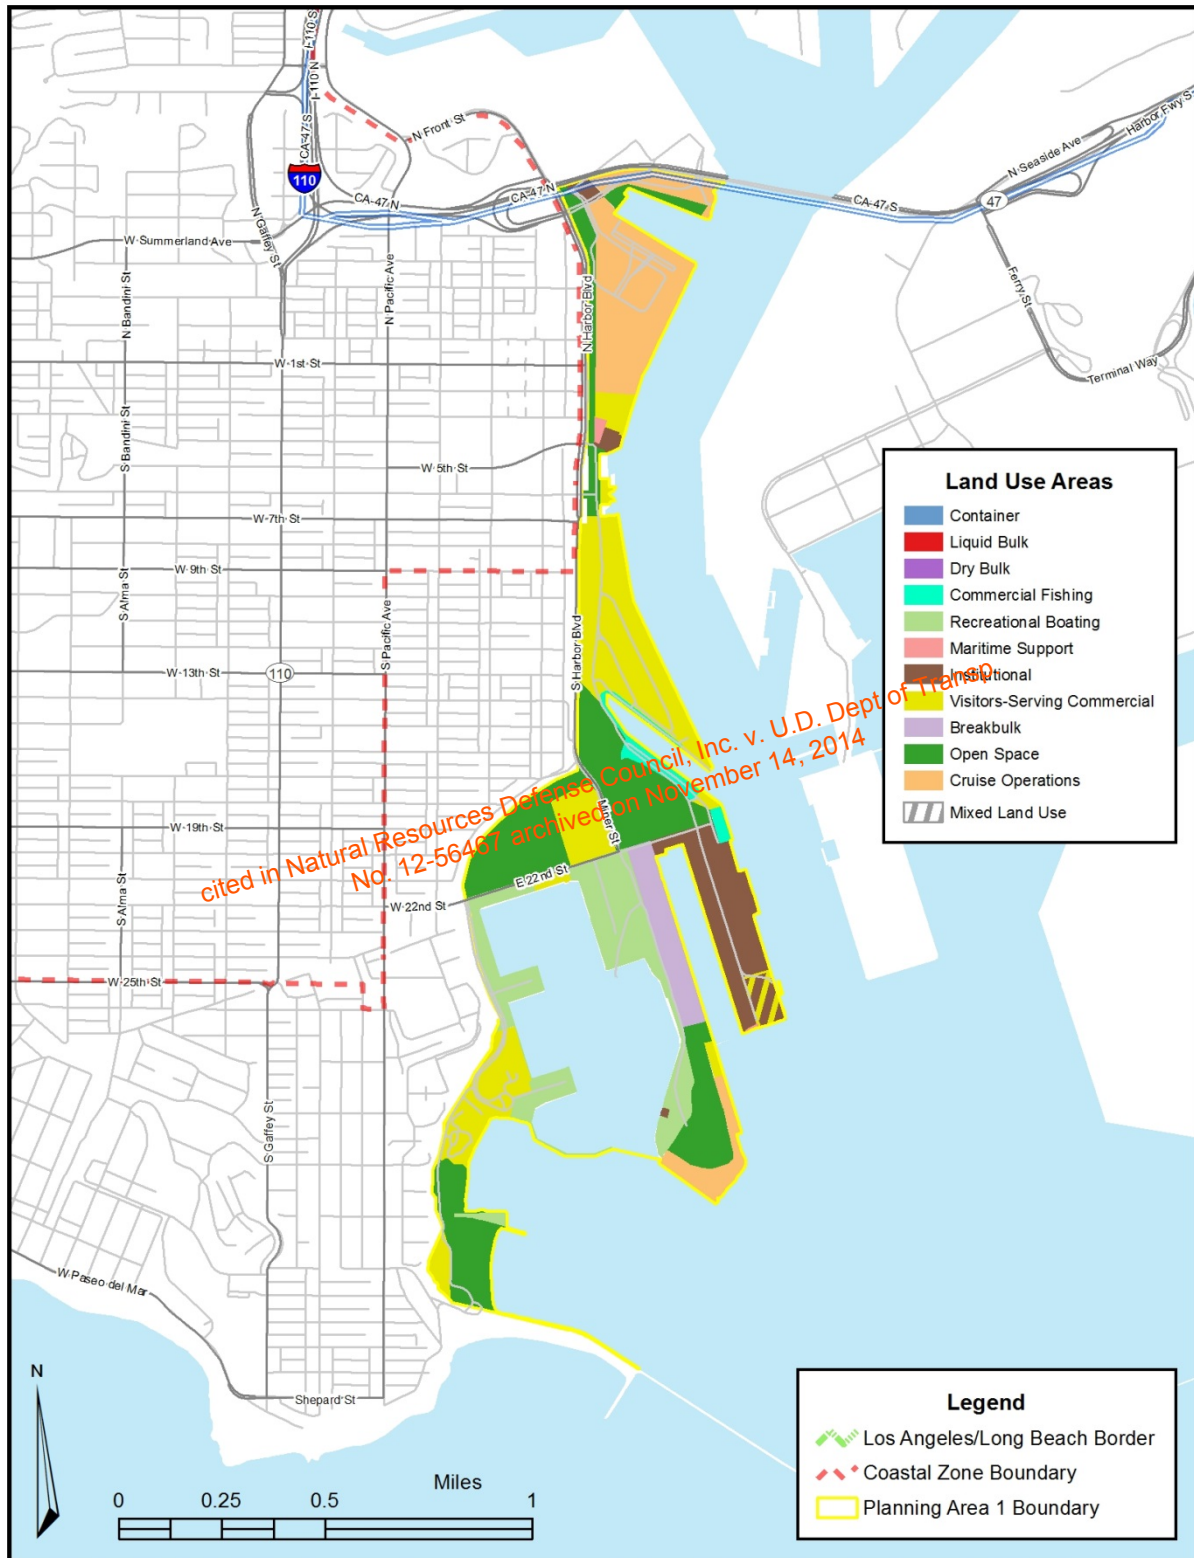 I-110 S
I-110 N
CA-47 S
110
N Front St
CA-47 N
CA-47 N
CA-47 S
N Seaside Ave
Harbor Fwy S
47
W Summerland Ave
N Gaffey St
Ferry St
Terminal Way
N Bandini St
N Pacific Ave
N Harbor Blvd
W 1st St
S Bandini St
W 5th St
W 7th St
W 9th St
S Alma St
S Pacific Ave
S Harbor Blvd
W 13th St
110
Land Use Areas
Container
Liquid Bulk
Dry Bulk
Commercial Fishing
Recreational Boating
Maritime Support
Institutional
Visitors-Serving Commercial
Breakbulk
Open Space
Cruise Operations
Mixed Land Use
cited in Natural Resources Defense Council, Inc. v. U.D. Dept of Transp
No. 12-56467 archived on November 14, 2014
Miner St
W 19th St
E 22nd St
W 22nd St
S Alma St
W 25th St
S Gaffey St
W Paseo del Mar
Shepard St
N
Miles
0 0.25 0.5 1
Legend
Los Angeles/Long Beach Border
Coastal Zone Boundary
Planning Area 1 Boundary